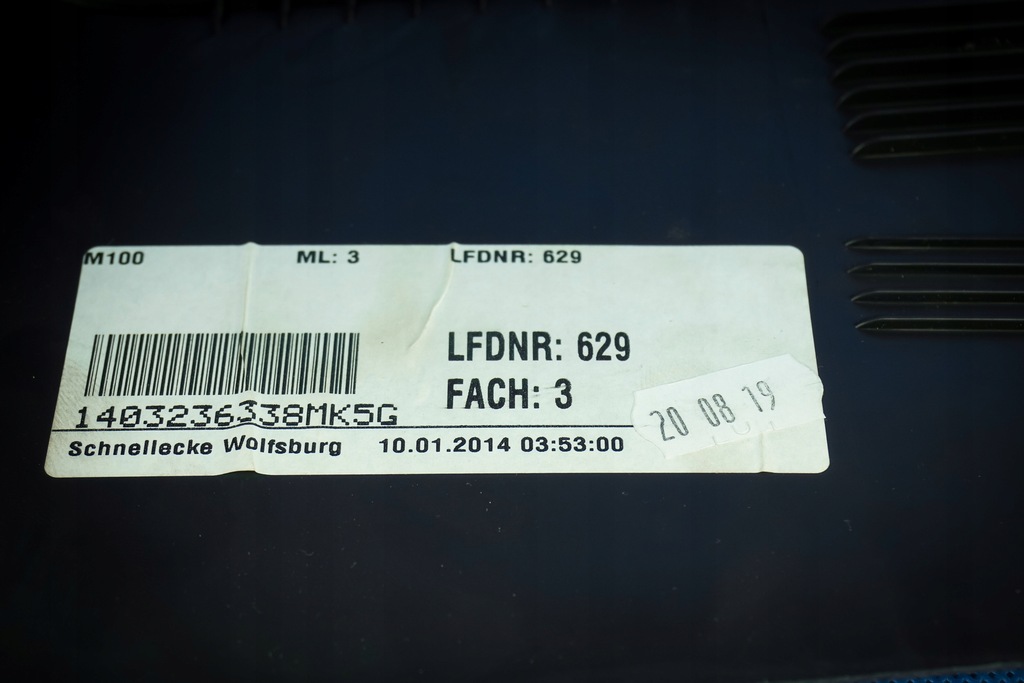 M100 ML: 3 LFDNR: 629
LFDNR: 629
FACH: 3
1403236338MK5G
20 08 19
Schnellecke Wolfsburg 10.01.2014 03:53:00